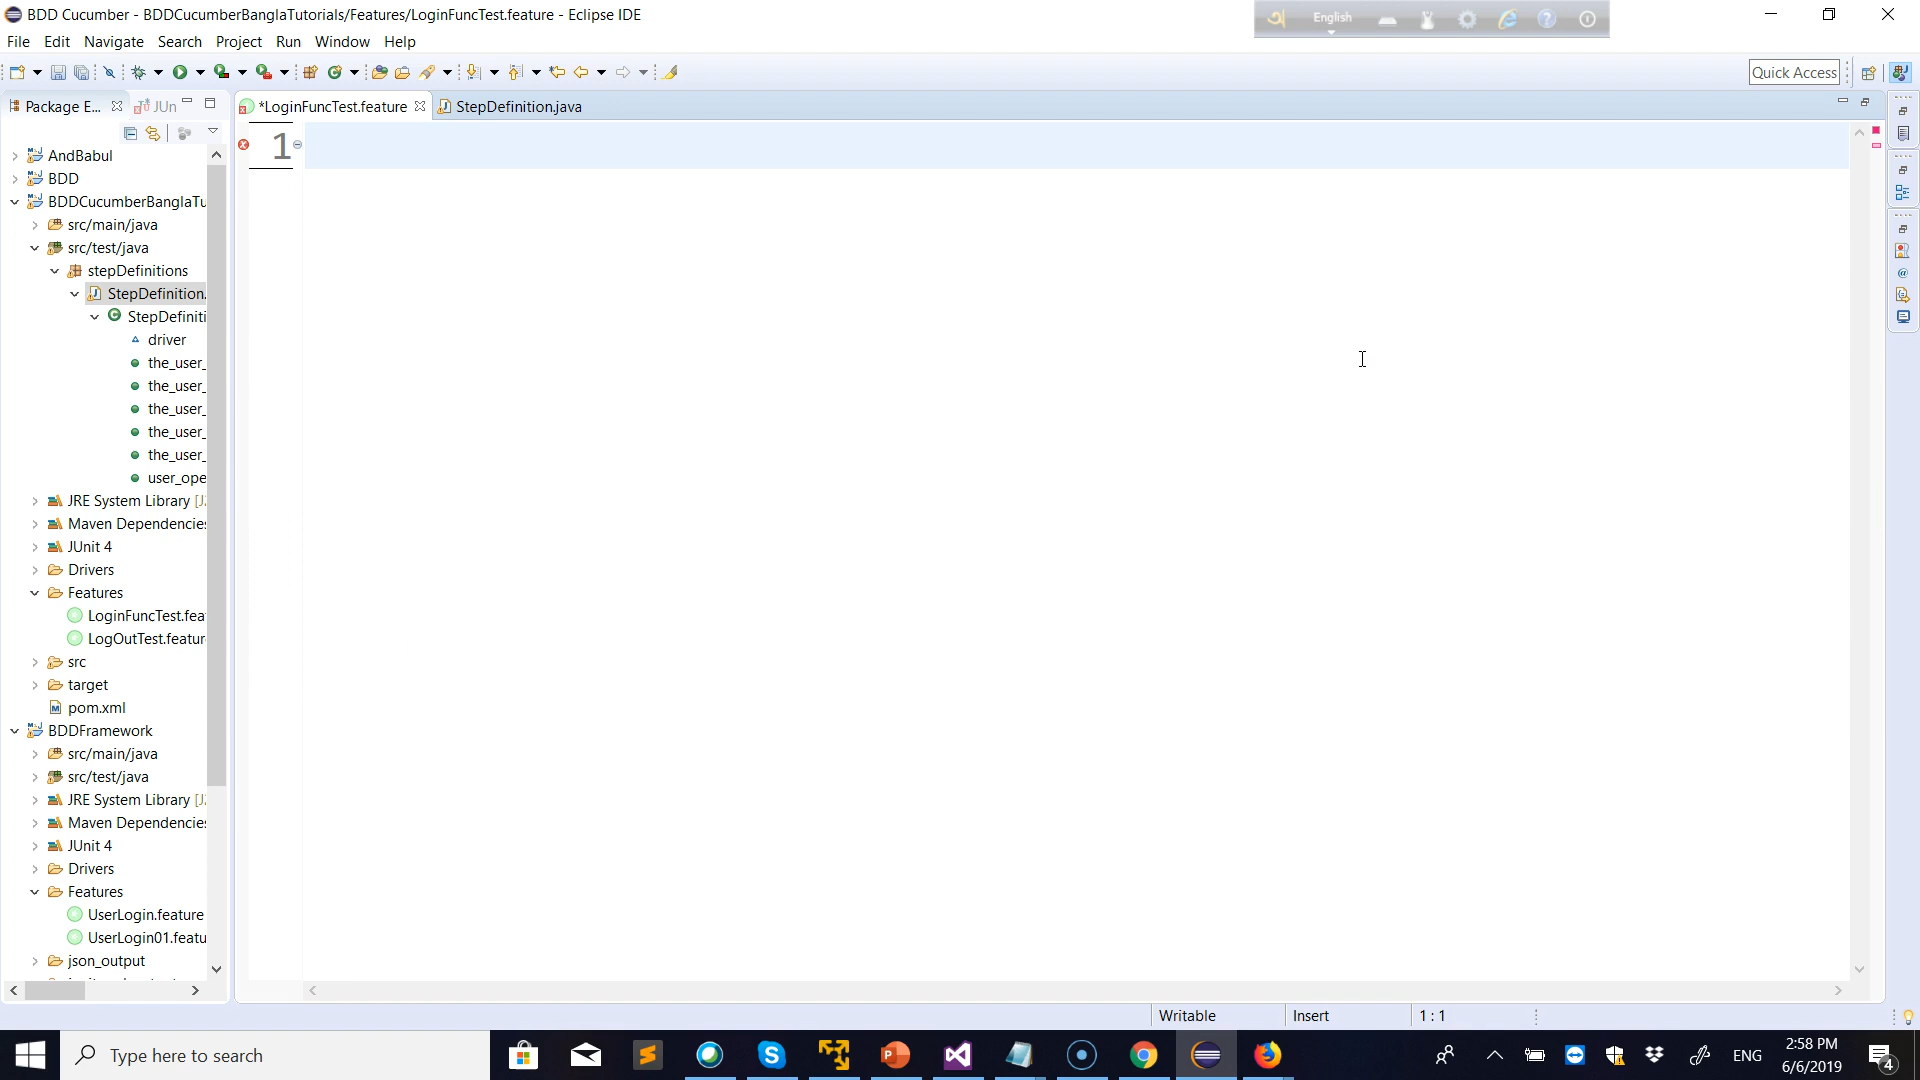 BDD Cucumber - BDDCucumberBanglaTutorials/Features/LoginFuncTest.feature - Eclipse IDE
English
File Edit Navigate Search Project Run Window Help
Quick Access
Package E... JUn
*LoginFuncTest.feature StepDefinition.java
1
AndBabul
BDD
BDDCucumberBanglaTu
src/main/java
src/test/java
stepDefinitions
StepDefinition.
StepDefiniti
driver
the_user_
the_user_
the_user_
the_user_
the_user_
user_ope
JRE System Library [J
Maven Dependencies
JUnit 4
Drivers
Features
LoginFuncTest.fea
LogOutTest.featur
src
target
pom.xml
BDDFramework
src/main/java
src/test/java
JRE System Library [J
Maven Dependencies
JUnit 4
Drivers
Features
UserLogin.feature
UserLogin01.featu
json_output
Writable Insert 1 : 1
Type here to search
ENG
2:58 PM
6/6/2019
4